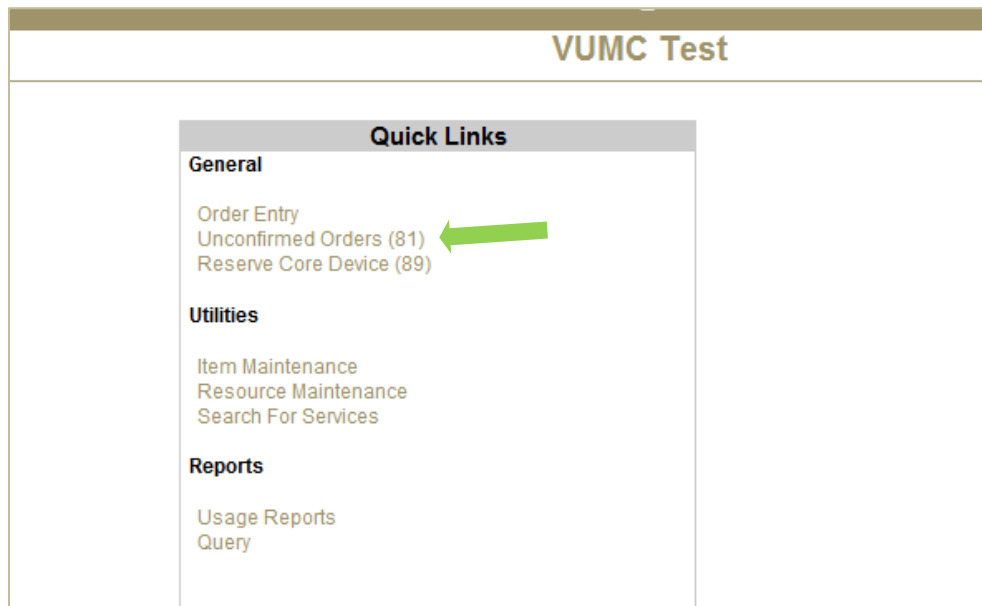 VUMC Test
Quick Links
General
Order Entry
Unconfirmed Orders (81)
Reserve Core Device (89)
Utilities
Item Maintenance
Resource Maintenance
Search For Services
Reports
Usage Reports
Query